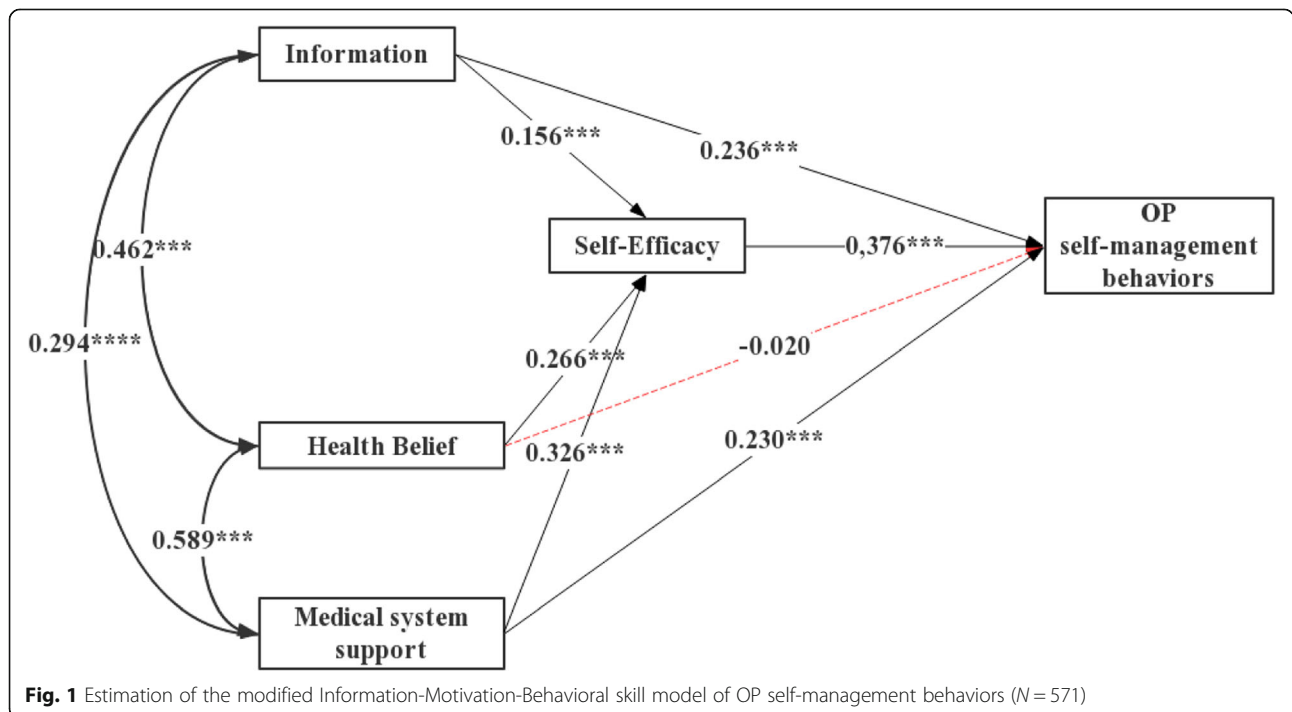 Information
0.156***
0.236***
Self-Efficacy
0,376***
OP
self-management
behaviors
0.462***
0.294****
0.266***
-0.020
Health Belief
0.326***
0.230***
0.589***
Medical system
support
Fig. 1 Estimation of the modified Information-Motivation-Behavioral skill model of OP self-management behaviors (N = 571)